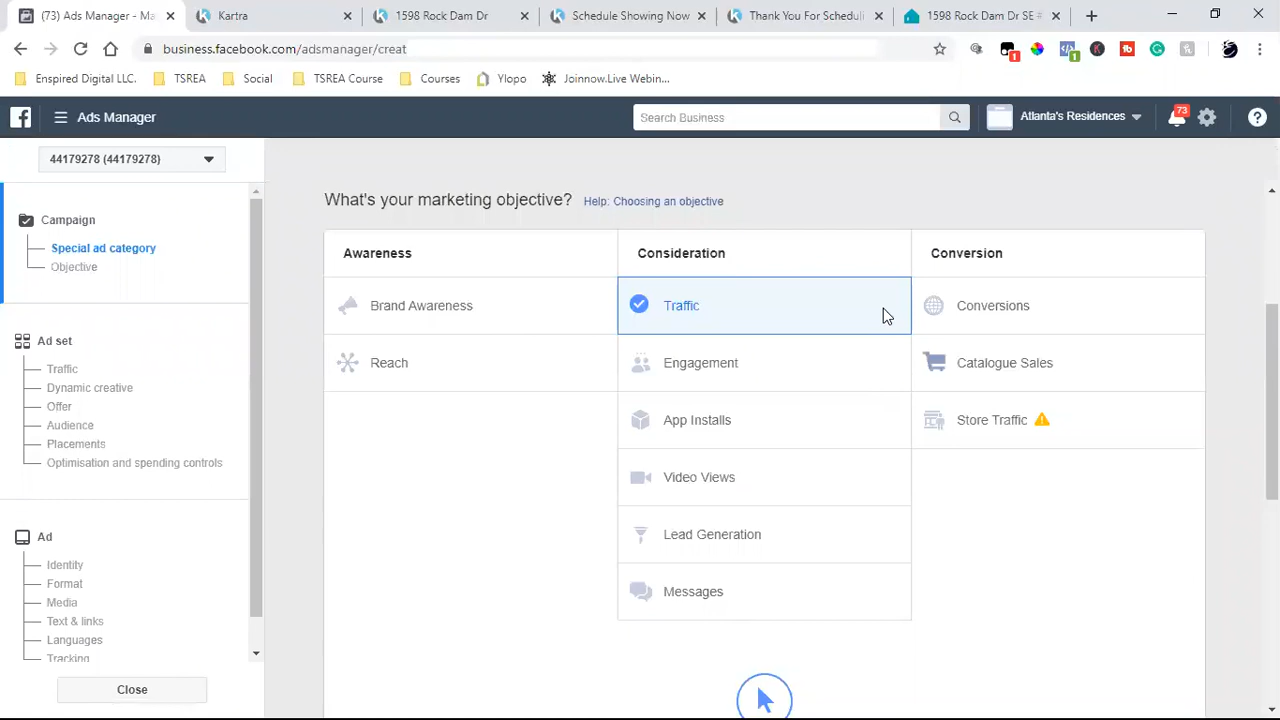 (73) Ads Manager - Ma
Kartra
1598 Rock Dam Dr
Schedule Showing Now
Thank You For Scheduli
1598 Rock Dam Dr SE #
business.facebook.com/adsmanager/creat
1
1
Enspired Digital LLC.
TSREA
Social
TSREA Course
Courses
Ylopo
Joinnow.Live Webin...
Ads Manager
Search Business
Atlanta's Residences
73
44179278 (44179278)
Campaign
Special ad category
Objective
Ad set
Traffic
Dynamic creative
Offer
Audience
Placements
Optimisation and spending controls
Ad
Identity
Format
Media
Text & links
Languages
Tracking
Close
What's your marketing objective? Help: Choosing an objective
Awareness
Consideration
Conversion
Brand Awareness
Traffic
Conversions
Reach
Engagement
Catalogue Sales
App Installs
Store Traffic
Video Views
Lead Generation
Messages